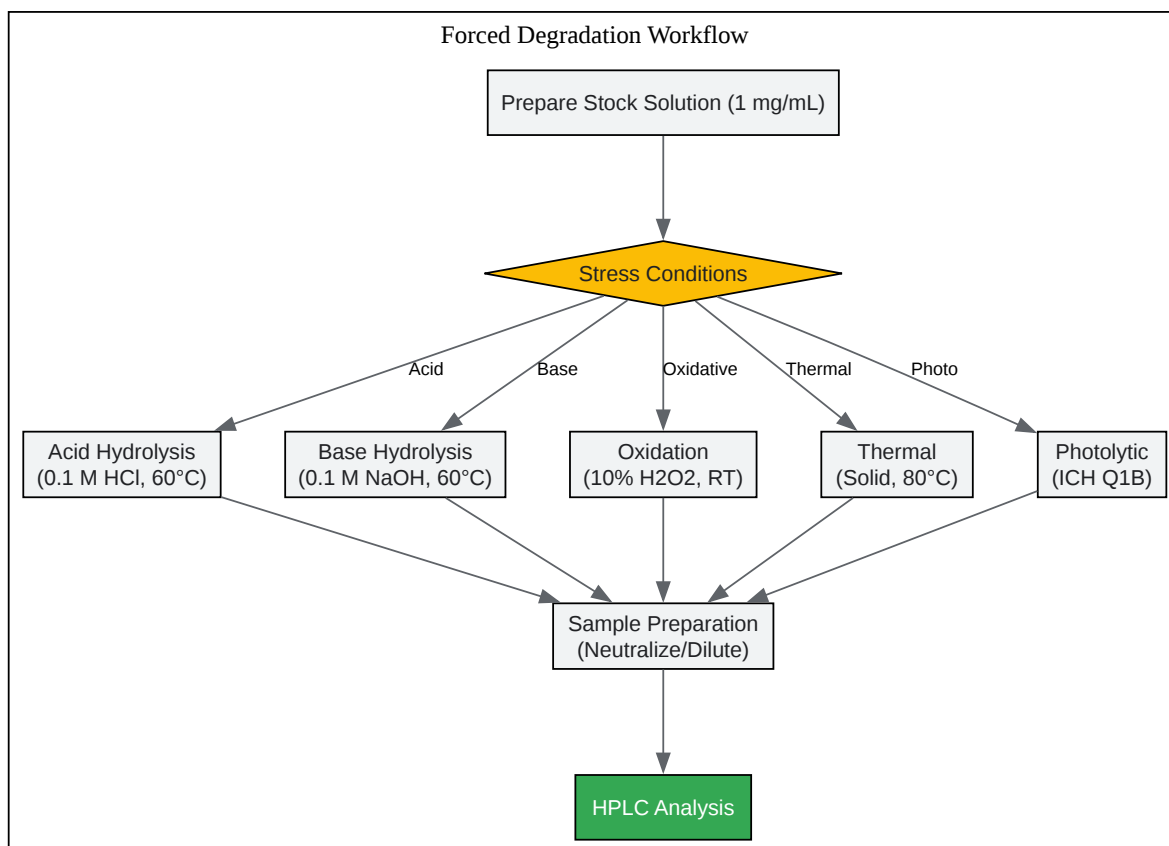 Forced Degradation Workflow
Prepare Stock Solution (1 mg/mL)
Stress Conditions
Acid
Base
Oxidative
Thermal
Photo
Acid Hydrolysis
(0.1 M HCl, 60°C)
Base Hydrolysis
(0.1 M NaOH, 60°C)
Oxidation
(10% H2O2, RT)
Thermal
(Solid, 80°C)
Photolytic
(ICH Q1B)
Sample Preparation
(Neutralize/Dilute)
HPLC Analysis